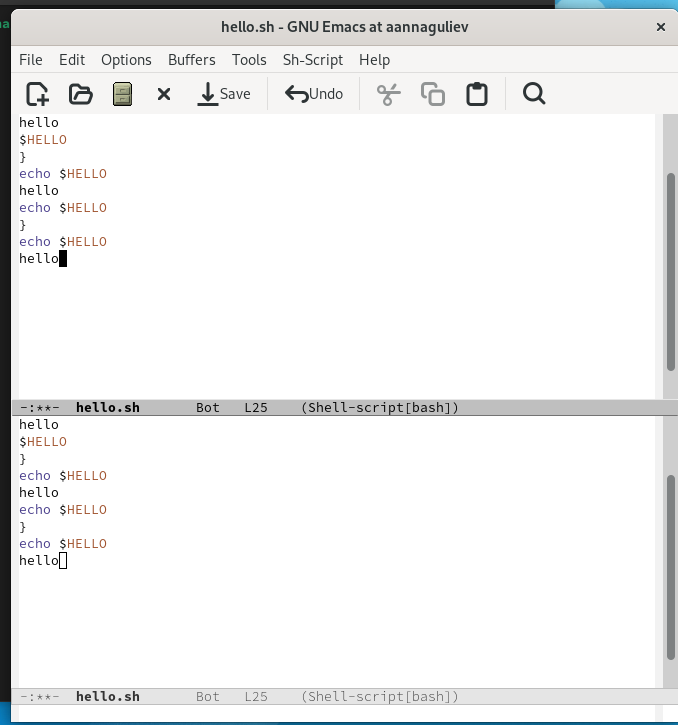 na
hello.sh - GNU Emacs at aannaguliev
File Edit Options Buffers Tools Sh-Script Help
Save Undo
hello
$HELLO
}
echo $HELLO
hello
echo $HELLO
}
echo $HELLO
hello
-:**- hello.sh Bot L25 (Shell-script[bash])
hello
$HELLO
}
echo $HELLO
hello
echo $HELLO
}
echo $HELLO
hello
-:**- hello.sh Bot L25 (Shell-script[bash])